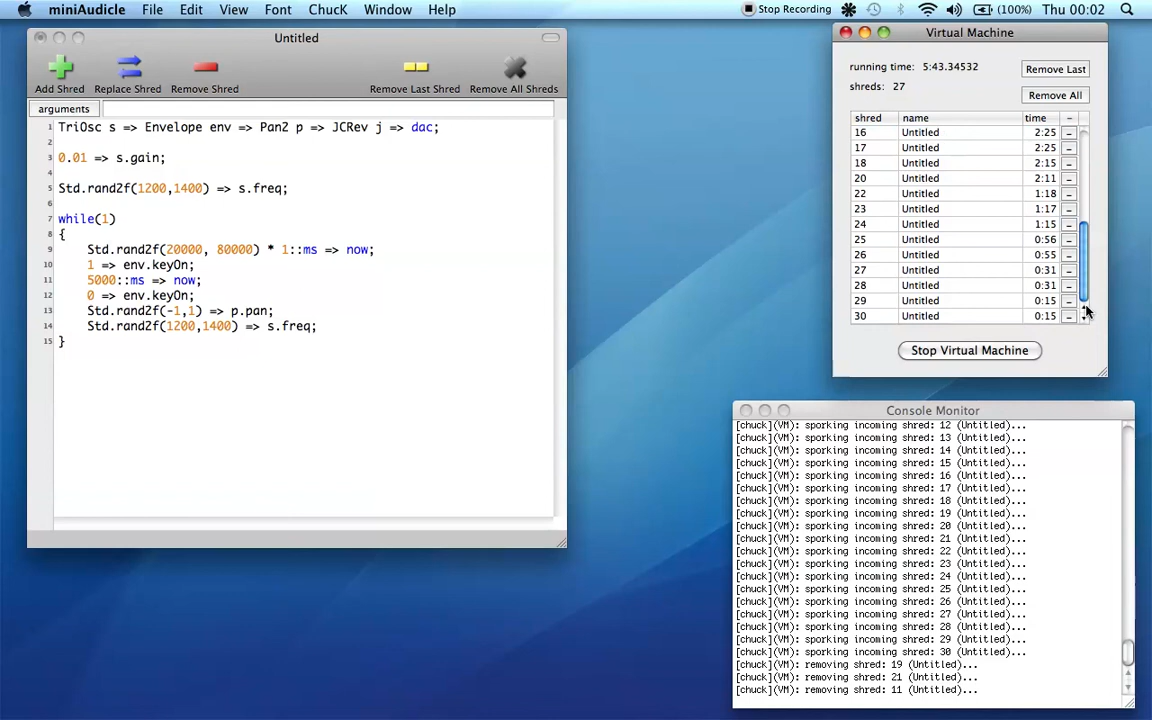 miniAudicle File Edit View Font ChucK Window Help Stop Recording (100%) Thu 00:02
Untitled
Add Shred Replace Shred Remove Shred Remove Last Shred Remove All Shreds
arguments
1 TriOsc s => Envelope env => Pan2 p => JCRev j => dac;
2
3 0.01 => s.gain;
4
5 Std.rand2f(1200,1400) => s.freq;
6
7 while(1)
8 {
9 Std.rand2f(20000, 80000) * 1::ms => now;
10 1 => env.keyOn;
11 5000::ms => now;
12 0 => env.keyOn;
13 Std.rand2f(-1,1) => p.pan;
14 Std.rand2f(1200,1400) => s.freq;
15 }
Virtual Machine
running time: 5:43.34532 Remove Last
shreds: 27
Remove All
shred name time -
16 Untitled 2:25 -
17 Untitled 2:25 -
18 Untitled 2:15 -
20 Untitled 2:11 -
22 Untitled 1:18 -
23 Untitled 1:17 -
24 Untitled 1:15 -
25 Untitled 0:56 -
26 Untitled 0:55 -
27 Untitled 0:31 -
28 Untitled 0:31 -
29 Untitled 0:15 -
30 Untitled 0:15 -
Stop Virtual Machine
Console Monitor
[chuck](VM): sporking incoming shred: 12 (Untitled)...
[chuck](VM): sporking incoming shred: 13 (Untitled)...
[chuck](VM): sporking incoming shred: 14 (Untitled)...
[chuck](VM): sporking incoming shred: 15 (Untitled)...
[chuck](VM): sporking incoming shred: 16 (Untitled)...
[chuck](VM): sporking incoming shred: 17 (Untitled)...
[chuck](VM): sporking incoming shred: 18 (Untitled)...
[chuck](VM): sporking incoming shred: 19 (Untitled)...
[chuck](VM): sporking incoming shred: 20 (Untitled)...
[chuck](VM): sporking incoming shred: 21 (Untitled)...
[chuck](VM): sporking incoming shred: 22 (Untitled)...
[chuck](VM): sporking incoming shred: 23 (Untitled)...
[chuck](VM): sporking incoming shred: 24 (Untitled)...
[chuck](VM): sporking incoming shred: 25 (Untitled)...
[chuck](VM): sporking incoming shred: 26 (Untitled)...
[chuck](VM): sporking incoming shred: 27 (Untitled)...
[chuck](VM): sporking incoming shred: 28 (Untitled)...
[chuck](VM): sporking incoming shred: 29 (Untitled)...
[chuck](VM): sporking incoming shred: 30 (Untitled)...
[chuck](VM): removing shred: 19 (Untitled)...
[chuck](VM): removing shred: 21 (Untitled)...
[chuck](VM): removing shred: 11 (Untitled)...